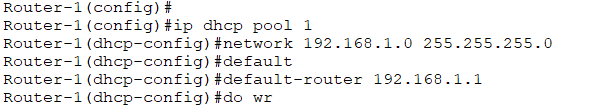 Router-1(config)#
Router-1(config)#ip dhcp pool 1
Router-1(dhcp-config)#network 192.168.1.0 255.255.255.0
Router-1(dhcp-config)#default
Router-1(dhcp-config)#default-router 192.168.1.1
Router-1(dhcp-config)#do wr